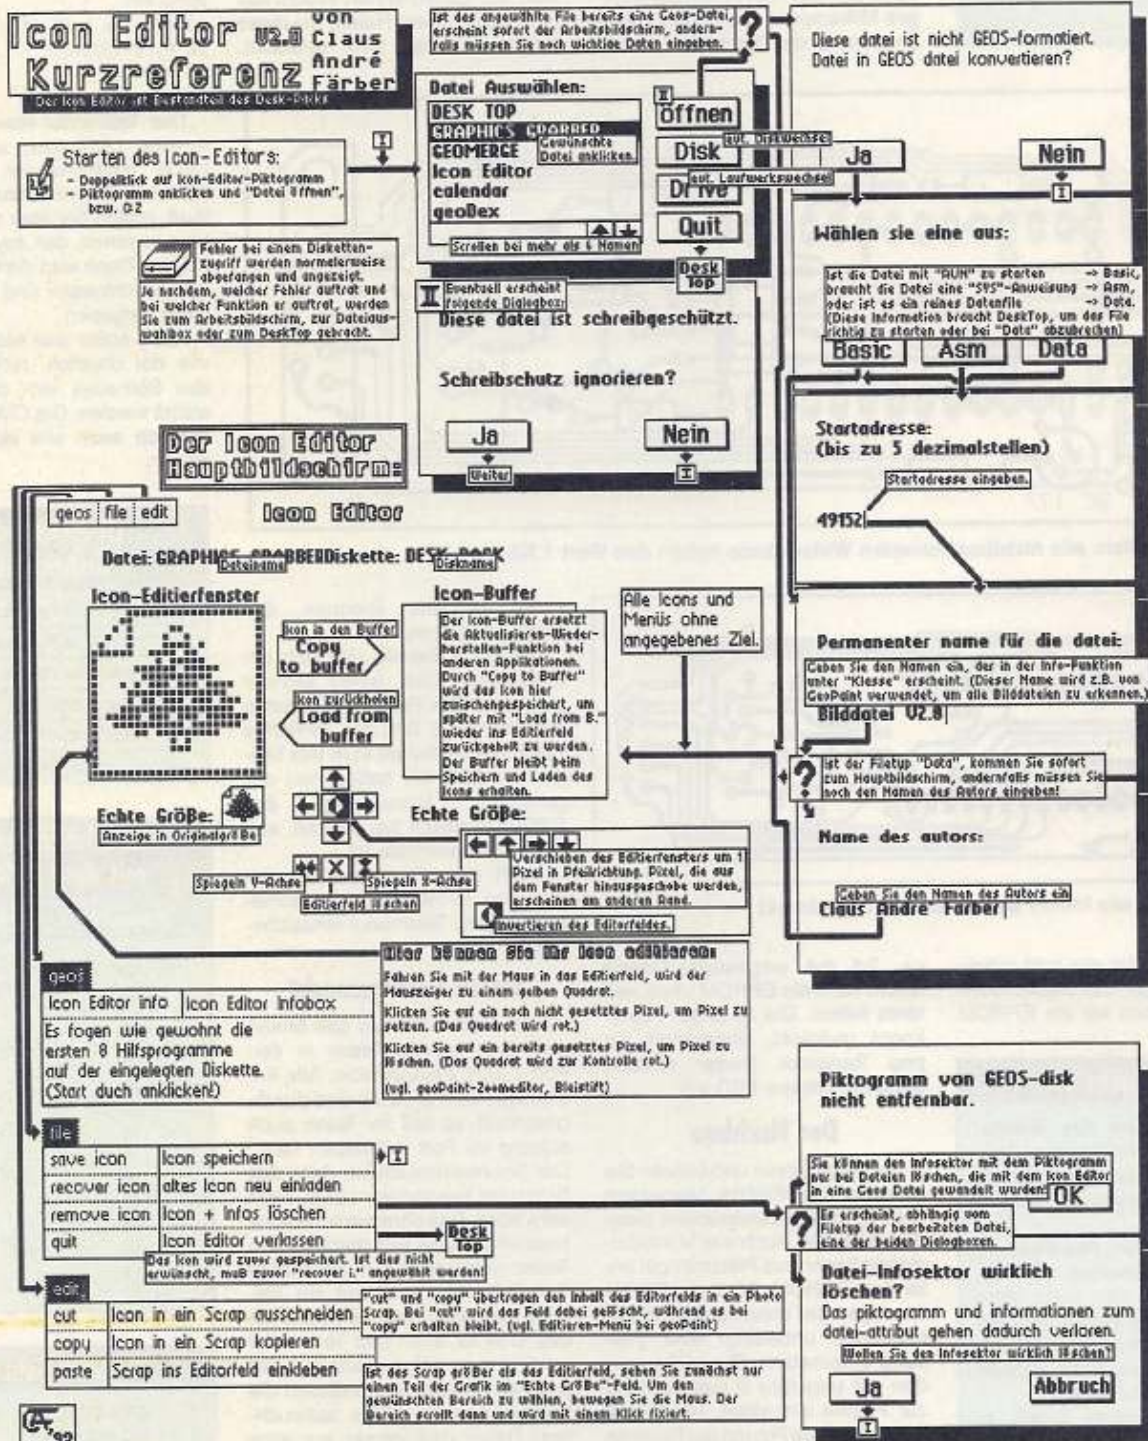 Icon Editor V2.0
Kurzreferenz
von
Claus
André
Färber
Der Icon Editor ist Bestandteil des Desk-Packs
Starten des Icon-Editors:
- Doppelklick auf Icon-Editor-Piktogramm
- Piktogramm anklicken und "Datei öffnen",
bzw. C-Z
I
Fehler bei einem Disketten-
zugriff werden normelerweise
abgefangen und angezeigt.
Je nachdem, welcher Fehler auftrat und
bei welcher Funktion er auftrat, werden
Sie zum Arbeitsbildschirm, zur Dateiaus-
wahlbox oder zum DeskTop gebracht.
Ist des angewählte File bereits eine Geos-Datei,
erscheint sofort der Arbeitsbildschirm, andern-
falls müssen Sie noch wichtige Daten eingeben.
?
Datei Auswählen:
DESK TOP
GRAPHICS GRABBER
GEOMERGE
Icon Editor
calendar
geoDex
Gewünschte
Datei anklicken.
Scrollen bei mehr als 6 Namen
II
Öffnen
Disk
evt. Diskwechsel
Drive
evt. Laufwerkswechsel
Quit
Desk
Top
II
Eventuell erscheint
folgende Dialogbox:
Diese datei ist schreibgeschützt.
Schreibschutz ignorieren?
Ja
Nein
Weiter
I
Diese datei ist nicht GEOS-formatiert.
Datei in GEOS datei konvertieren?
Ja
Nein
I
Wählen sie eine aus:
Ist die Datei mit "RUN" zu starten -> Basic,
braucht die Datei eine "SYS"-Anweisung -> Asm,
oder ist es ein reines Datenfile -> Data.
(Diese Information braucht DeskTop, um das File
richtig zu starten oder bei "Data" abzubrechen)
Basic
Asm
Data
Startadresse:
(bis zu 5 dezimalstellen)
Startadresse eingeben.
49152
Permanenter name für die datei:
Geben Sie den Namen ein, der in der Info-Funktion
unter "Klasse" erscheint. (Dieser Name wird z.B. von
GeoPaint verwendet, um alle Bilddateien zu erkennen.)
Bilddatei V2.0
?
Ist der Filetyp "Data", kommen Sie sofort
zum Hauptbildschirm, andernfalls müssen Sie
noch den Namen des Autors eingeben!
Name des autors:
Geben Sie den Namen des Autors ein
Claus Andre' Färber
Der Icon Editor
Hauptbildschirm:
geos file edit
Icon Editor
Datei: GRAPHICS GRABBER Diskette: DESK PACK
Dateiname
Diskname
Icon-Editierfenster
Icon in den Buffer
Copy
to buffer
Icon zurückholen
Load from
buffer
Icon-Buffer
Der Icon-Buffer ersetzt
die Aktualisieren-Wieder-
herstellen-Funktion bei
anderen Applikationen.
Durch "Copy to Buffer"
wird das Icon hier
zwischengespeichert, um
später mit "Load from B."
wieder ins Editierfeld
zurückgeholt zu werden.
Der Buffer bleibt beim
Speichern und Laden des
Icons erhalten.
Alle Icons und
Menüs ohne
angegebenes Ziel.
Echte Größe:
Anzeige in Originalgröße
Echte Größe:
Spiegeln Y-Achse
X
Spiegeln X-Achse
Editierfeld löschen
Verschieben des Editierfensters um 1
Pixel in Pfeilrichtung. Pixel, die aus
dem Fenster hinausgeschobe werden,
erscheinen am anderen Rand.
Invertieren des Editorfeldes.
Hier können Sie Ihr Icon editieren:
Fahren Sie mit der Maus in das Editierfeld, wird der
Mauszeiger zu einem gelben Quadrat.
Klicken Sie auf ein noch nicht gesetztes Pixel, um Pixel zu
setzen. (Das Quadrat wird rot.)
Klicken Sie auf ein bereits gesetztes Pixel, um Pixel zu
löschen. (Das Quadrat wird zur Kontrolle rot.)
(vgl. geoPaint-Zoomeditor, Bleistift)
geos
Icon Editor info Icon Editor Infobox
Es fogen wie gewohnt die
ersten 8 Hilfsprogramme
auf der eingelegten Diskette.
(Start duch anklicken!)
file
save icon Icon speichern
I
recover icon altes Icon neu einladen
remove icon Icon + Infos löschen
quit Icon Editor verlassen
Desk
Top
Das Icon wird zuvor gespeichert. Ist dies nicht
erwünscht, muß zuvor "recover i." angewählt werden!
edit
cut Icon in ein Scrap ausschneiden
copy Icon in ein Scrap kopieren
paste Scrap ins Editorfeld einkleben
"cut" und "copy" übertragen den Inhalt des Editorfelds in ein Photo
Scrap. Bei "cut" wird das Feld dabei gelöscht, während es bei
"copy" erhalten bleibt. (vgl. Editieren-Menü bei geoPaint)
Ist das Scrap größer als das Editierfeld, sehen Sie zunächst nur
einen Teil der Grafik im "Echte Größe"-Feld. Um den
gewünschten Bereich zu wählen, bewegen Sie die Maus. Der
Bereich scrollt dann und wird mit einem Klick fixiert.
Piktogramm von GEOS-disk
nicht entfernbar.
Sie können den Infosektor mit dem Piktogramm
nur bei Dateien löschen, die mit dem Icon Editor
in eine Geos Datei gewandelt wurden!
OK
?
Es erscheint, abhängig vom
Filetyp der bearbeiteten Datei,
eine der beiden Dialogboxen.
Datei-Infosektor wirklich
löschen?
Das piktogramm und informationen zum
datei-attribut gehen dadurch verloren.
Wollen Sie den Infosektor wirklich löschen?
Ja
Abbruch
I